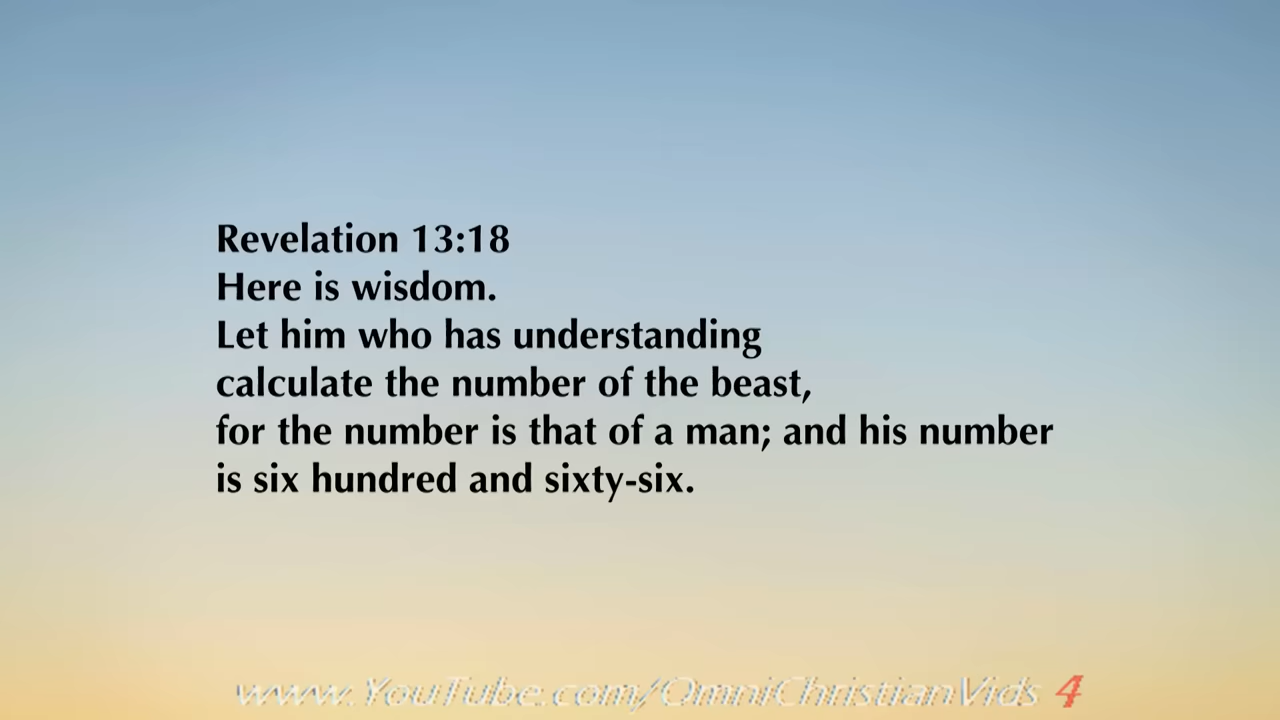 Revelation 13:18
Here is wisdom.
Let him who has understanding
calculate the number of the beast,
for the number is that of a man; and his number
is six hundred and sixty-six.
www.YouTube.com/OmniChristianVids 4